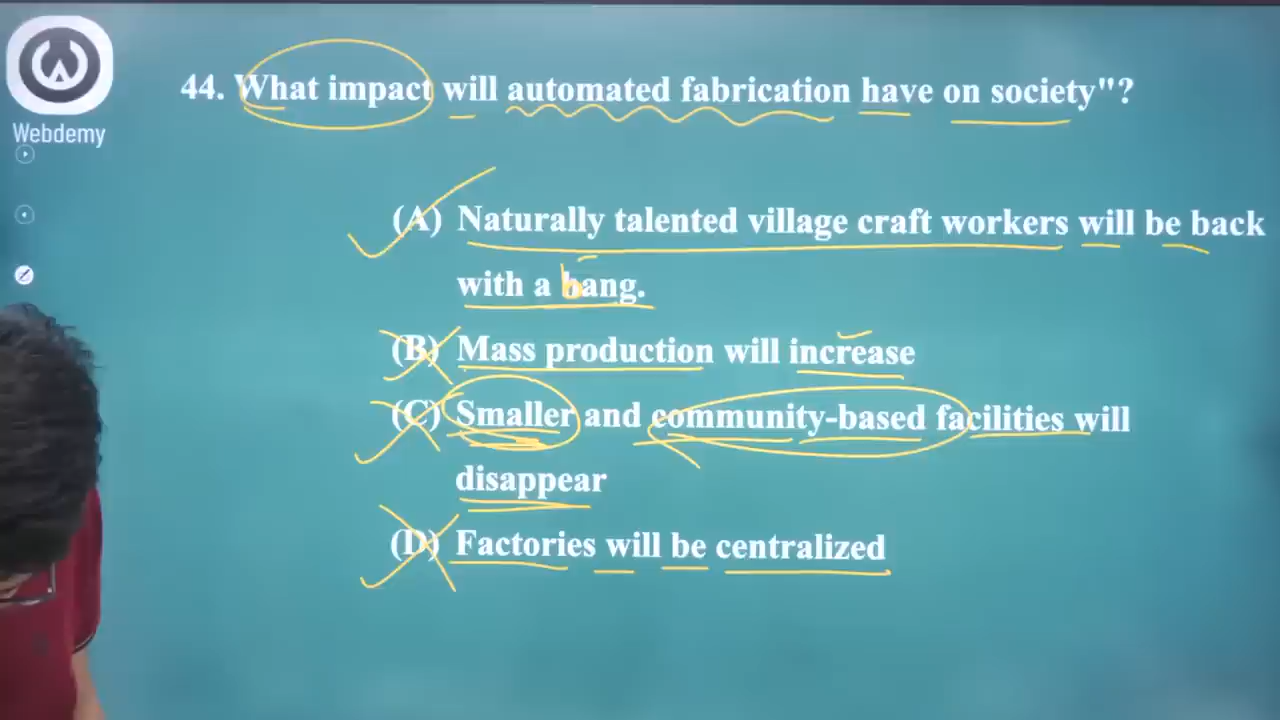 Webdemy
44. What impact will automated fabrication have on society"?
(A) Naturally talented village craft workers will be back
with a bang.
(B) Mass production will increase
(C) Smaller and community-based facilities will
disappear
(D) Factories will be centralized